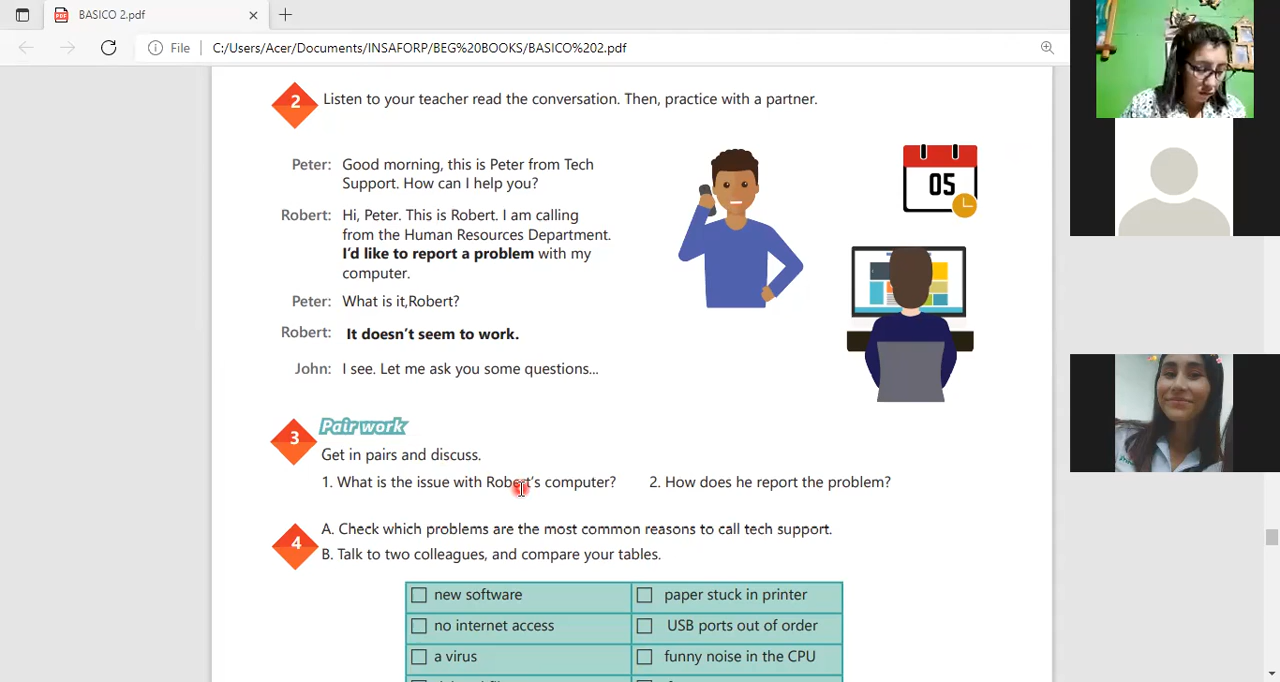 BASICO 2.pdf
File
C:/Users/Acer/Documents/INSAFORP/BEG%20BOOKS/BASICO%202.pdf
2
Listen to your teacher read the conversation. Then, practice with a partner.
Peter: Good morning, this is Peter from Tech
Support. How can I help you?
Robert: Hi, Peter. This is Robert. I am calling
from the Human Resources Department.
I'd like to report a problem with my
computer.
Peter: What is it,Robert?
Robert: It doesn't seem to work.
John: I see. Let me ask you some questions...
05
3
Pair work
Get in pairs and discuss.
1. What is the issue with Robert's computer? 2. How does he report the problem?
4
A. Check which problems are the most common reasons to call tech support.
B. Talk to two colleagues, and compare your tables.
new software paper stuck in printer
no internet access USB ports out of order
a virus funny noise in the CPU